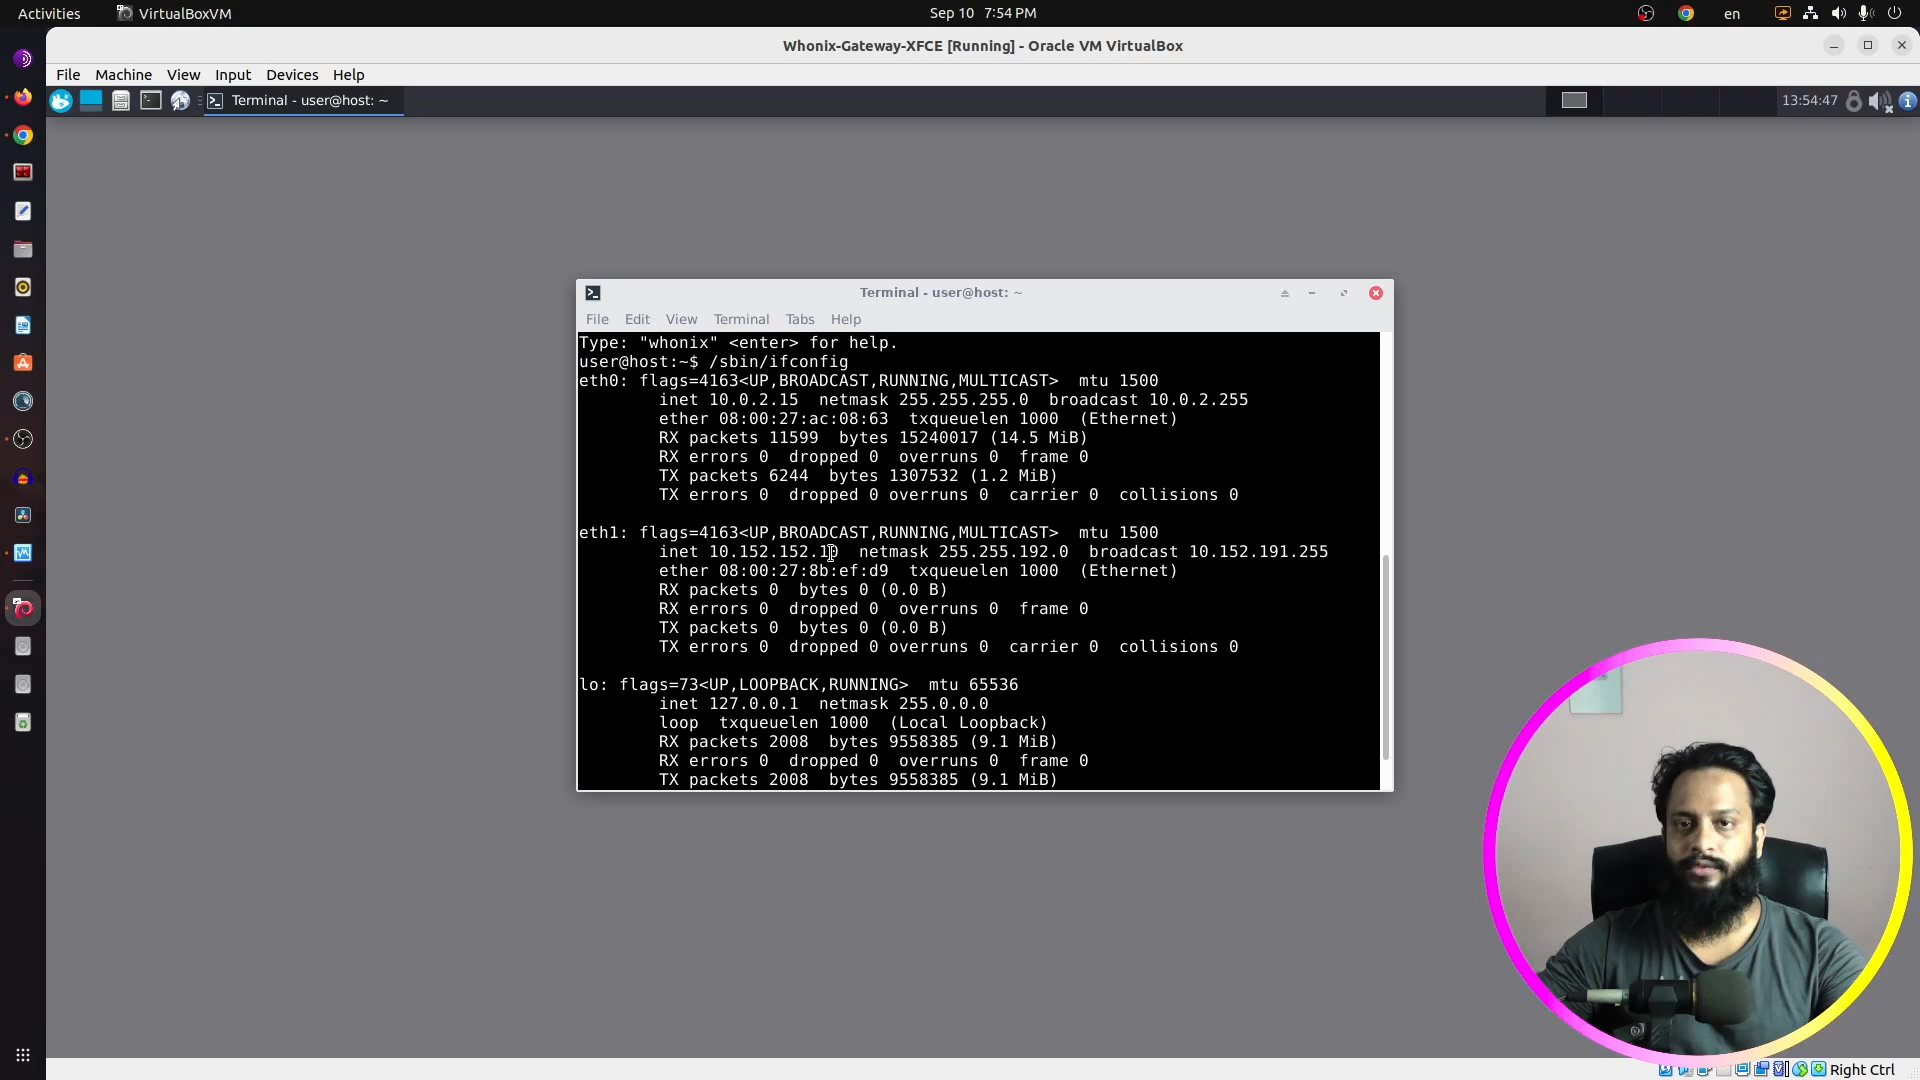 Activities
VirtualBoxVM
Sep 10 7:54 PM
en
Whonix-Gateway-XFCE [Running] - Oracle VM VirtualBox
File Machine View Input Devices Help
Terminal - user@host: ~
13:54:47
Terminal - user@host: ~
File Edit View Terminal Tabs Help
Type: "whonix" <enter> for help.
user@host:~$ /sbin/ifconfig
eth0: flags=4163<UP,BROADCAST,RUNNING,MULTICAST>  mtu 1500
        inet 10.0.2.15  netmask 255.255.255.0  broadcast 10.0.2.255
        ether 08:00:27:ac:08:63  txqueuelen 1000  (Ethernet)
        RX packets 11599  bytes 15240017 (14.5 MiB)
        RX errors 0  dropped 0  overruns 0  frame 0
        TX packets 6244  bytes 1307532 (1.2 MiB)
        TX errors 0  dropped 0 overruns 0  carrier 0  collisions 0
eth1: flags=4163<UP,BROADCAST,RUNNING,MULTICAST>  mtu 1500
        inet 10.152.152.10  netmask 255.255.192.0  broadcast 10.152.191.255
        ether 08:00:27:8b:ef:d9  txqueuelen 1000  (Ethernet)
        RX packets 0  bytes 0 (0.0 B)
        RX errors 0  dropped 0  overruns 0  frame 0
        TX packets 0  bytes 0 (0.0 B)
        TX errors 0  dropped 0 overruns 0  carrier 0  collisions 0
lo: flags=73<UP,LOOPBACK,RUNNING>  mtu 65536
        inet 127.0.0.1  netmask 255.0.0.0
        loop  txqueuelen 1000  (Local Loopback)
        RX packets 2008  bytes 9558385 (9.1 MiB)
        RX errors 0  dropped 0  overruns 0  frame 0
        TX packets 2008  bytes 9558385 (9.1 MiB)
Right Ctrl